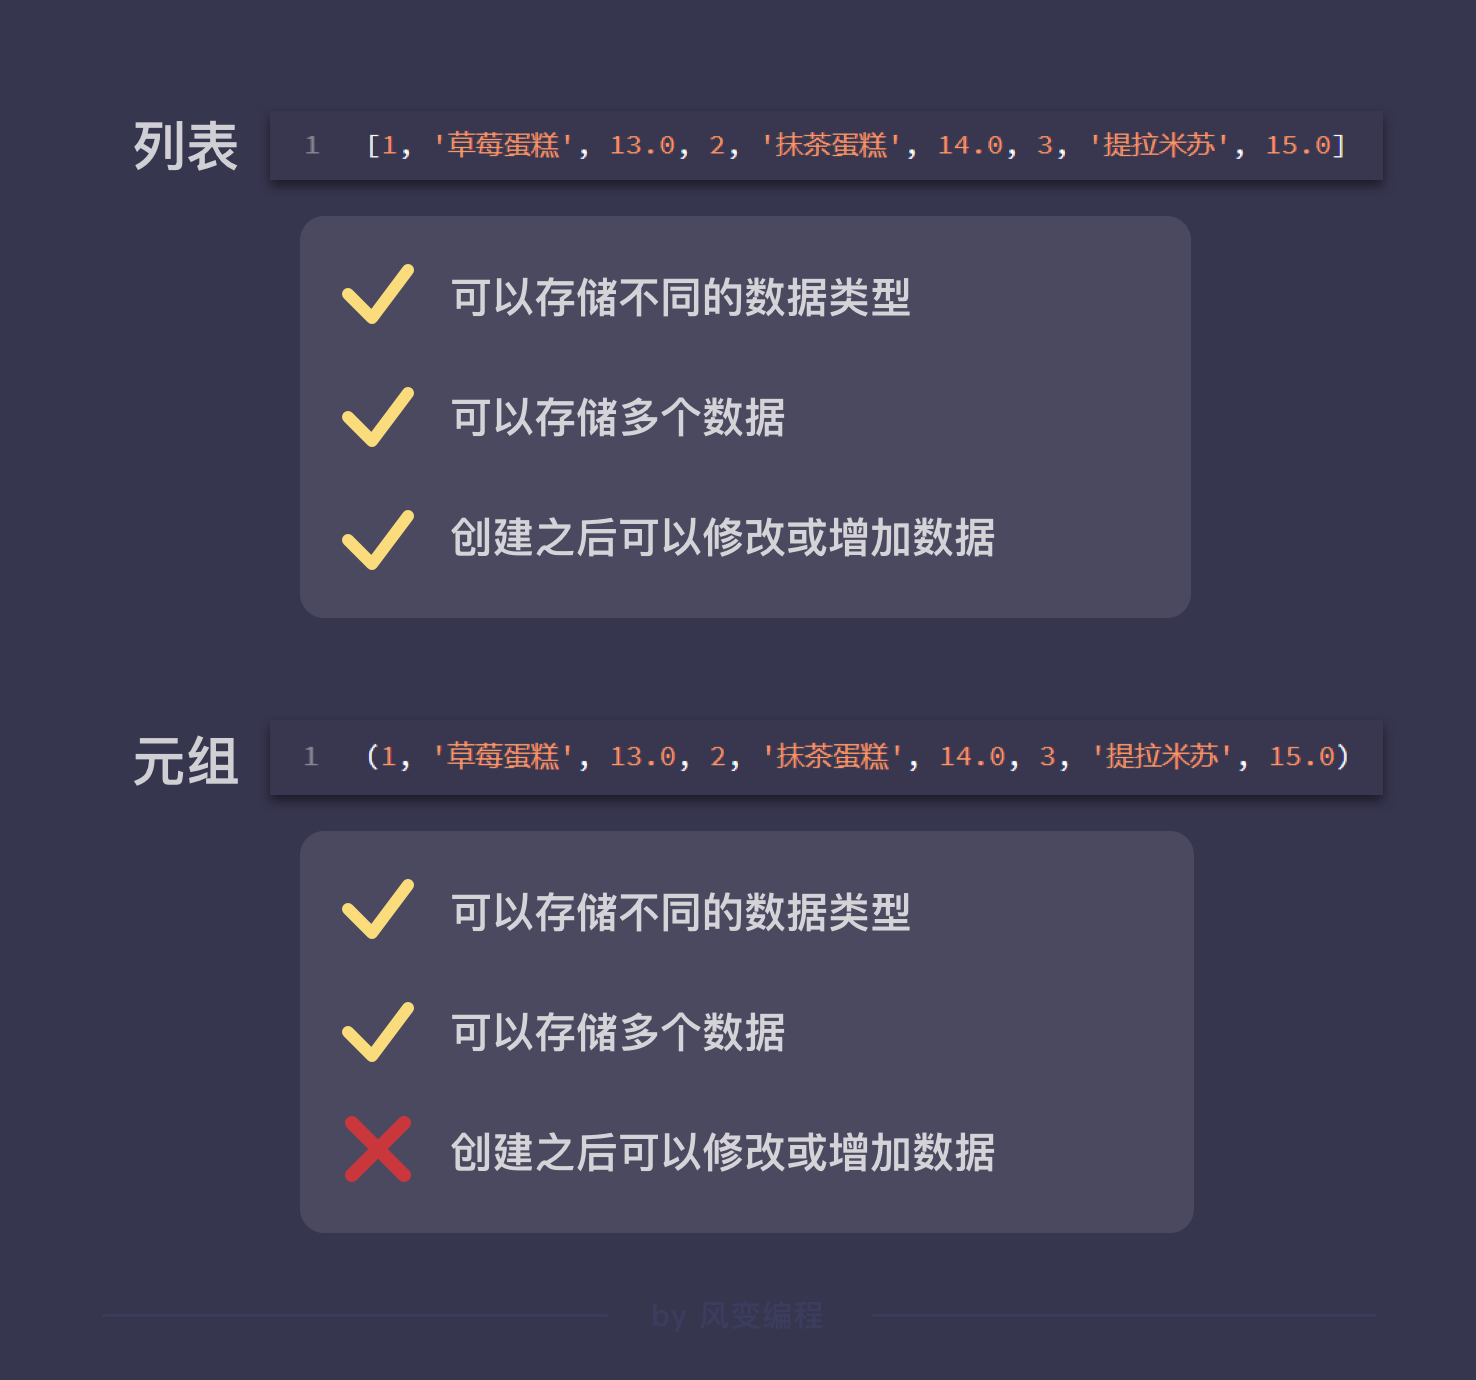 列表
1 [1, '草莓蛋糕', 13.0, 2, '抹茶蛋糕', 14.0, 3, '提拉米苏', 15.0]
可以存储不同的数据类型
可以存储多个数据
创建之后可以修改或增加数据
元组
1 (1, '草莓蛋糕', 13.0, 2, '抹茶蛋糕', 14.0, 3, '提拉米苏', 15.0)
可以存储不同的数据类型
可以存储多个数据
创建之后可以修改或增加数据
by 风变编程